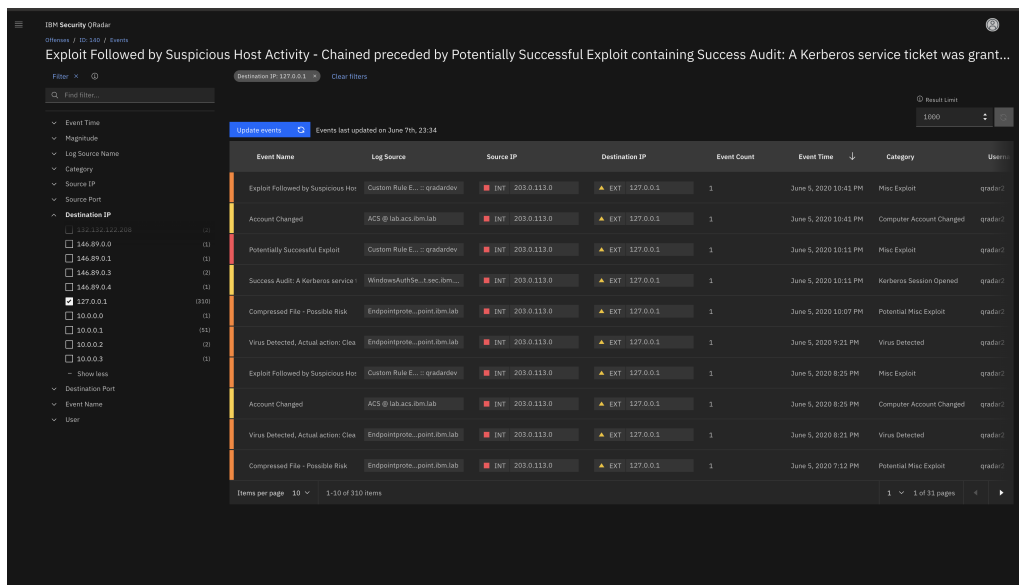 IBM Security QRadar
Offenses / ID: 140 / Events
Exploit Followed by Suspicious Host Activity - Chained preceded by Potentially Successful Exploit containing Success Audit: A Kerberos service ticket was grant...
Filter × Destination IP: 127.0.0.1 × Clear filters
Find filter...
Result Limit
1000
Update events Events last updated on June 7th, 23:34
Event Time
Magnitude
Log Source Name
Category
Source IP
Source Port
Destination IP
132.132.122.208 (2)
146.89.0.0 (1)
146.89.0.1 (1)
146.89.0.3 (2)
146.89.0.4 (1)
127.0.0.1 (310)
10.0.0.0 (1)
10.0.0.1 (51)
10.0.0.2 (2)
10.0.0.3 (1)
Show less
Destination Port
Event Name
User
Event Name Log Source Source IP Destination IP Event Count Event Time Category Userna
Exploit Followed by Suspicious Hos Custom Rule E... :: qradardev INT 203.0.113.0 EXT 127.0.0.1 1 June 5, 2020 10:41 PM Misc Exploit qradar2
Account Changed ACS @ lab.acs.ibm.lab INT 203.0.113.0 EXT 127.0.0.1 1 June 5, 2020 10:41 PM Computer Account Changed qradar2
Potentially Successful Exploit Custom Rule E... :: qradardev INT 203.0.113.0 EXT 127.0.0.1 1 June 5, 2020 10:11 PM Misc Exploit qradar2
Success Audit: A Kerberos service WindowsAuthSe...t.sec.ibm.... INT 203.0.113.0 EXT 127.0.0.1 1 June 5, 2020 10:11 PM Kerberos Session Opened qradar2
Compressed File - Possible Risk Endpointprote...point.ibm.lab INT 203.0.113.0 EXT 127.0.0.1 1 June 5, 2020 10:07 PM Potential Misc Exploit qradar2
Virus Detected, Actual action: Clea Endpointprote...point.ibm.lab INT 203.0.113.0 EXT 127.0.0.1 1 June 5, 2020 9:21 PM Virus Detected qradar2
Exploit Followed by Suspicious Hos Custom Rule E... :: qradardev INT 203.0.113.0 EXT 127.0.0.1 1 June 5, 2020 8:25 PM Misc Exploit qradar2
Account Changed ACS @ lab.acs.ibm.lab INT 203.0.113.0 EXT 127.0.0.1 1 June 5, 2020 8:25 PM Computer Account Changed qradar2
Virus Detected, Actual action: Clea Endpointprote...point.ibm.lab INT 203.0.113.0 EXT 127.0.0.1 1 June 5, 2020 8:21 PM Virus Detected qradar2
Compressed File - Possible Risk Endpointprote...point.ibm.lab INT 203.0.113.0 EXT 127.0.0.1 1 June 5, 2020 7:12 PM Potential Misc Exploit qradar2
Items per page 10 1-10 of 310 items 1 1 of 31 pages